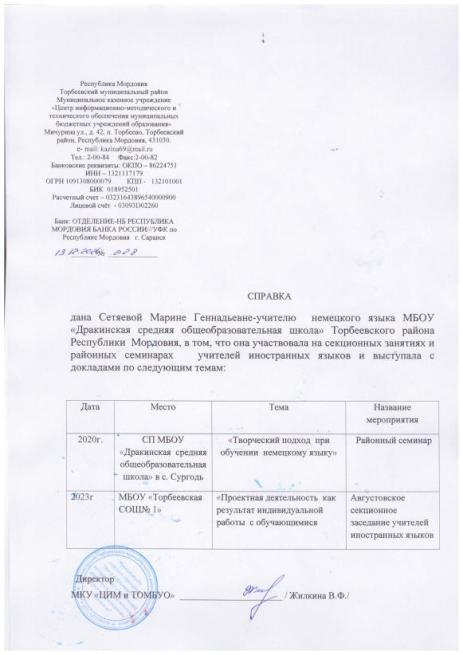 Республика Мордовия
Торбеевский муниципальный район
Муниципальное казенное учреждение
«Центр информационно-методического и
технического обеспечения муниципальных
бюджетных учреждений образования»
Мичурина ул., д. 42, п. Торбеево, Торбеевский
район, Республика Мордовия, 431030.
e- mail: kazina69@mail.ru
Тел.: 2-00-84 Факс:2-00-82
Банковские реквизиты: ОКПО – 86224751
ИНН – 1321117179
ОГРН 1091308000079 КПП - 132101001
БИК 018952501
Расчетный счет – 03231643896540000900
Лицевой счёт - 03093D02260
Банк: ОТДЕЛЕНИЕ-НБ РЕСПУБЛИКА
МОРДОВИЯ БАНКА РОССИИ//УФК по
Республике Мордовия г. Саранск
№
СПРАВКА
дана Сетяевой Марине Геннадьевне-учителю немецкого языка МБОУ
«Дракинская средняя общеобразовательная школа» Торбеевского района
Республики Мордовия, в том, что она участвовала на секционных занятиях и
районных семинарах учителей иностранных языков и выступала с
докладами по следующим темам:
Дата Место Тема Название
мероприятия
2020г. СП МБОУ «Творческий подход при Районный семинар
«Дракинская средняя обучении немецкому языку»
общеобразовательная
школа» в с. Сургодь
2023г МБОУ «Торбеевская «Проектная деятельность как Августовское
СОШ№ 1» результат индивидуальной секционное
работы с обучающимися заседание учителей
иностранных языков
Директор
МКУ «ЦИМ и ТОМБУО» / Жилкина В.Ф./